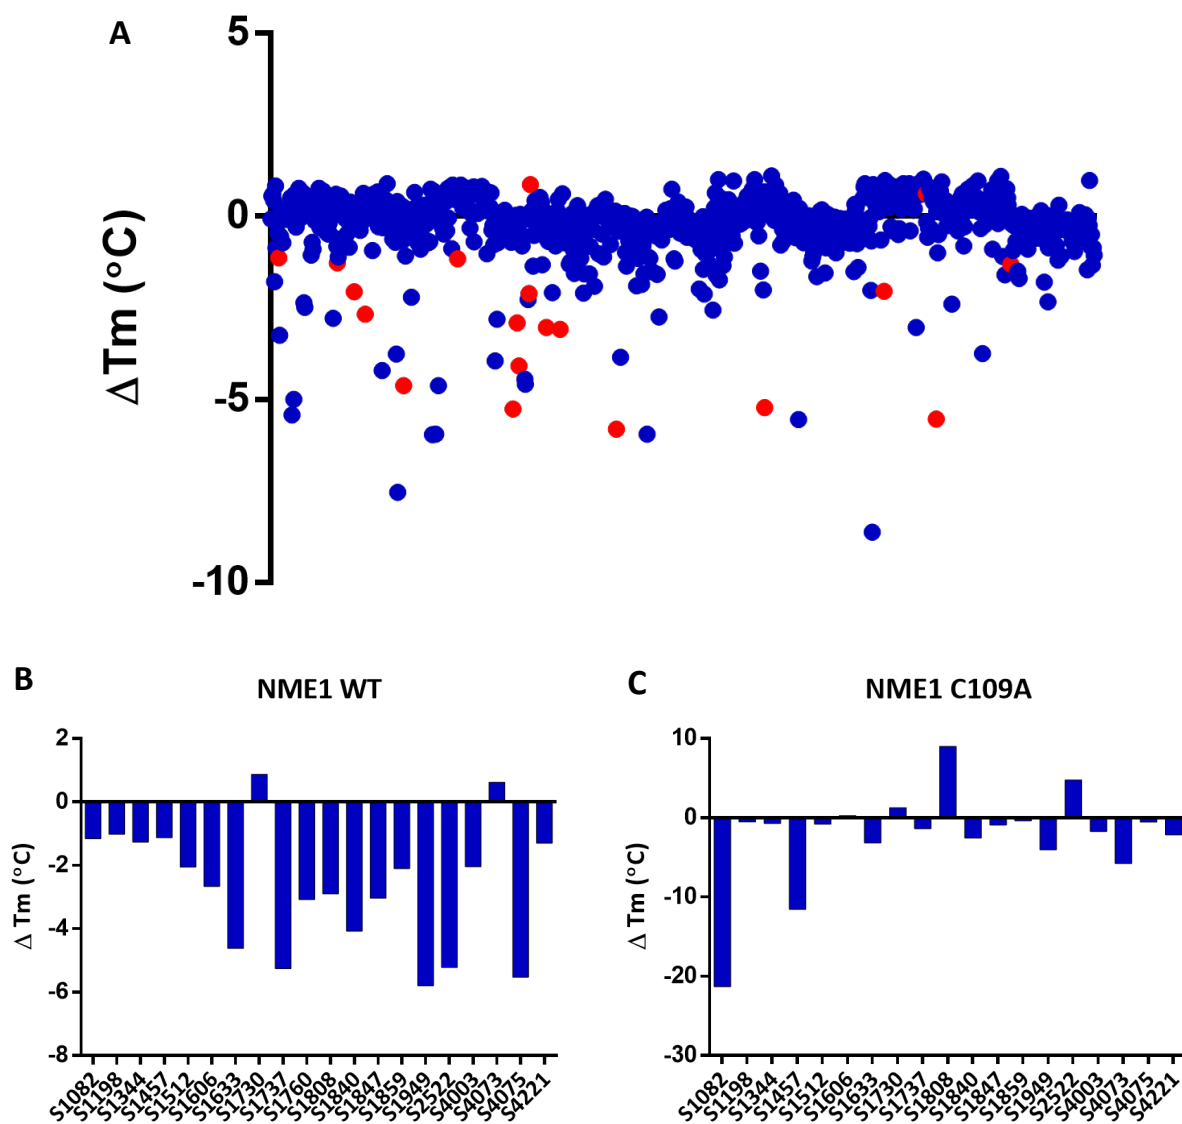 A
5
0
-5
-10
Δ Tm (°C)
B
NME1 WT
2
0
-2
-4
-6
-8
Δ Tm (°C)
S1082
S1198
S1344
S1457
S1512
S1606
S1633
S1730
S1737
S1760
S1808
S1840
S1847
S1859
S1949
S2522
S4003
S4073
S4075
S4221
C
NME1 C109A
10
0
-10
-20
-30
Δ Tm (°C)
S1082
S1198
S1344
S1457
S1512
S1606
S1633
S1730
S1737
S1808
S1840
S1847
S1859
S1949
S2522
S4003
S4073
S4075
S4221